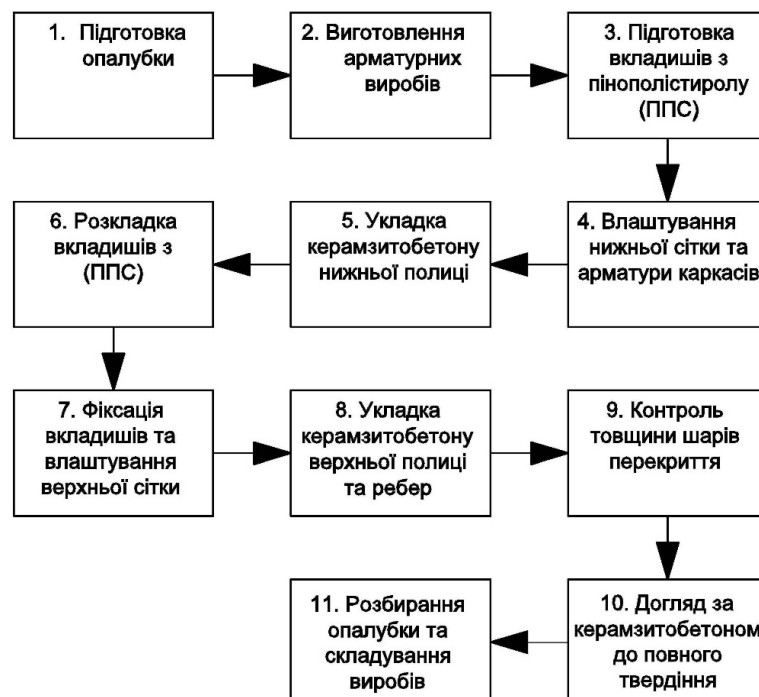 1. Підготовка
опалубки
2. Виготовлення
арматурних
виробів
3. Підготовка
вкладишів з
пінополістиролу
(ППС)
4. Влаштування
нижньої сітки та
арматури каркасів
5. Укладка
керамзитобетону
нижньої полиці
6. Розкладка
вкладишів з
(ППС)
7. Фіксація
вкладишів та
влаштування
верхньої сітки
8. Укладка
керамзитобетону
верхньої полиці
та ребер
9. Контроль
товщини шарів
перекриття
10. Догляд за
керамзитобетоном
до повного
твердіння
11. Розбирання
опалубки та
складування
виробів